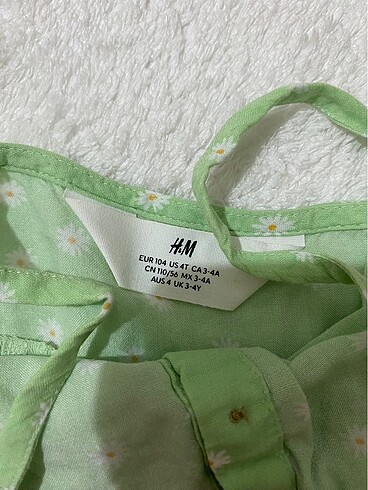 H&M
EUR 104 US 4T CA 3-4A
CN 110/56 MX 3-4A
AUS 4 UK 3-4Y